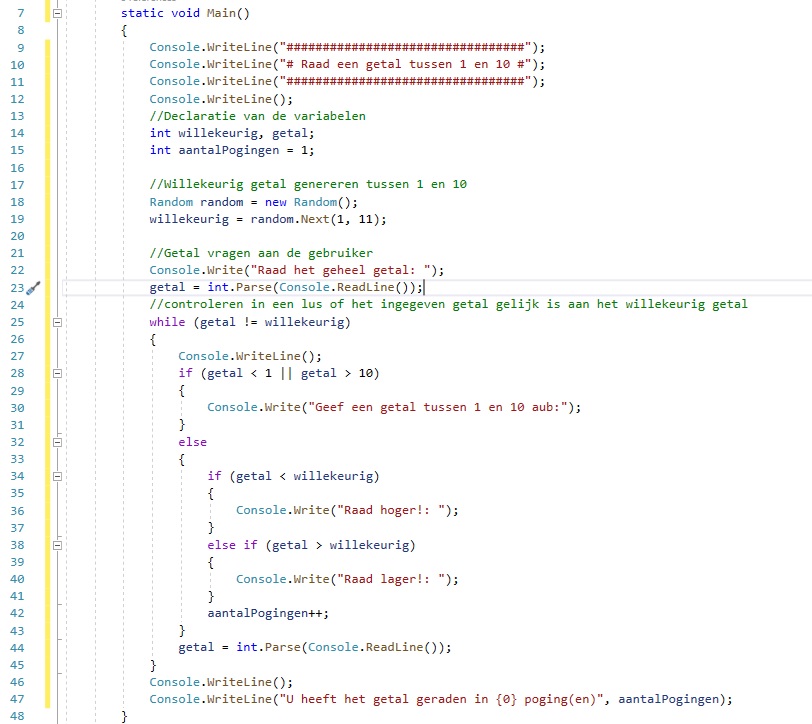 7 static void Main()
8 {
9 Console.WriteLine("#################################");
10 Console.WriteLine("# Raad een getal tussen 1 en 10 #");
11 Console.WriteLine("#################################");
12 Console.WriteLine();
13 //Declaratie van de variabelen
14 int willekeurig, getal;
15 int aantalPogingen = 1;
16
17 //Willekeurig getal genereren tussen 1 en 10
18 Random random = new Random();
19 willekeurig = random.Next(1, 11);
20
21 //Getal vragen aan de gebruiker
22 Console.Write("Raad het geheel getal: ");
23 getal = int.Parse(Console.ReadLine());
24 //controleren in een lus of het ingegeven getal gelijk is aan het willekeurig getal
25 while (getal != willekeurig)
26 {
27 Console.WriteLine();
28 if (getal < 1 || getal > 10)
29 {
30 Console.Write("Geef een getal tussen 1 en 10 aub:");
31 }
32 else
33 {
34 if (getal < willekeurig)
35 {
36 Console.Write("Raad hoger!: ");
37 }
38 else if (getal > willekeurig)
39 {
40 Console.Write("Raad lager!: ");
41 }
42 aantalPogingen++;
43 }
44 getal = int.Parse(Console.ReadLine());
45 }
46 Console.WriteLine();
47 Console.WriteLine("U heeft het getal geraden in {0} poging(en)", aantalPogingen);
48 }